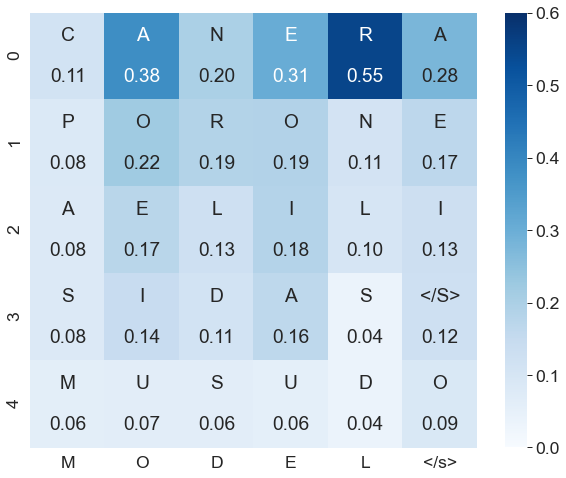 C A N E R A
0.11 0.38 0.20 0.31 0.55 0.28
P O R O N E
0.08 0.22 0.19 0.19 0.11 0.17
A E L I L I
0.08 0.17 0.13 0.18 0.10 0.13
S I D A S </S>
0.08 0.14 0.11 0.16 0.04 0.12
M U S U D O
0.06 0.07 0.06 0.06 0.04 0.09
M O D E L </s>
0
1
2
3
4
0.6
0.5
0.4
0.3
0.2
0.1
0.0